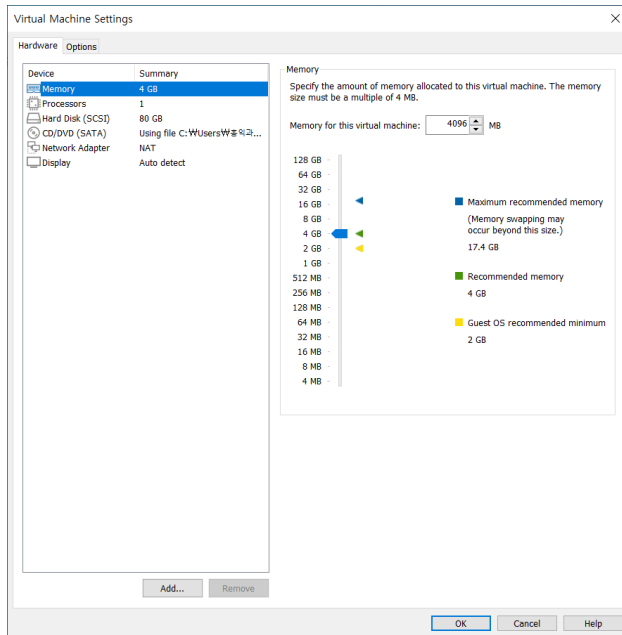 Virtual Machine Settings
Hardware Options
Device Summary
Memory 4 GB
Processors 1
Hard Disk (SCSI) 80 GB
CD/DVD (SATA) Using file C:₩Users₩홍익과...
Network Adapter NAT
Display Auto detect
Add... Remove
Memory
Specify the amount of memory allocated to this virtual machine. The memory
size must be a multiple of 4 MB.
Memory for this virtual machine: 4096 MB
128 GB
64 GB
32 GB
16 GB
8 GB
4 GB
2 GB
1 GB
512 MB
256 MB
128 MB
64 MB
32 MB
16 MB
8 MB
4 MB
Maximum recommended memory
(Memory swapping may
occur beyond this size.)
17.4 GB
Recommended memory
4 GB
Guest OS recommended minimum
2 GB
OK Cancel Help